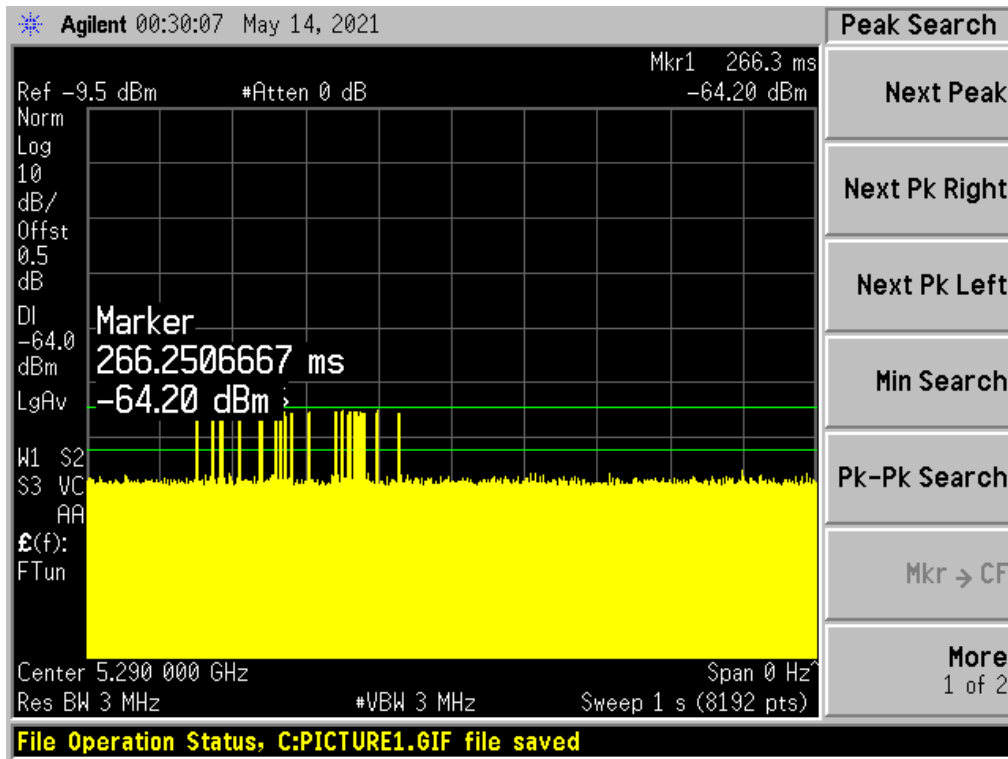 Agilent 00:30:07 May 14, 2021
Peak Search
Mkr1 266.3 ms
Ref -9.5 dBm #Atten 0 dB -64.20 dBm
Norm
Log
10
dB/
Offst
0.5
dB
DI
-64.0
dBm
LgAv
W1 S2
S3 VC
AA
£(f):
FTun
Marker
266.2506667 ms
-64.20 dBm
Center 5.290 000 GHz Span 0 Hz^
Res BW 3 MHz #VBW 3 MHz Sweep 1 s (8192 pts)
Next Peak
Next Pk Right
Next Pk Left
Min Search
Pk-Pk Search
Mkr → CF
More
1 of 2
File Operation Status, C:PICTURE1.GIF file saved